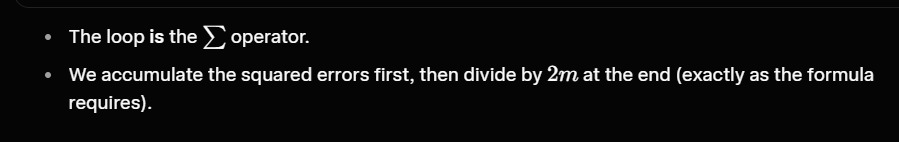 • The loop is the ∑ operator.
• We accumulate the squared errors first, then divide by 2m at the end (exactly as the formula
requires).